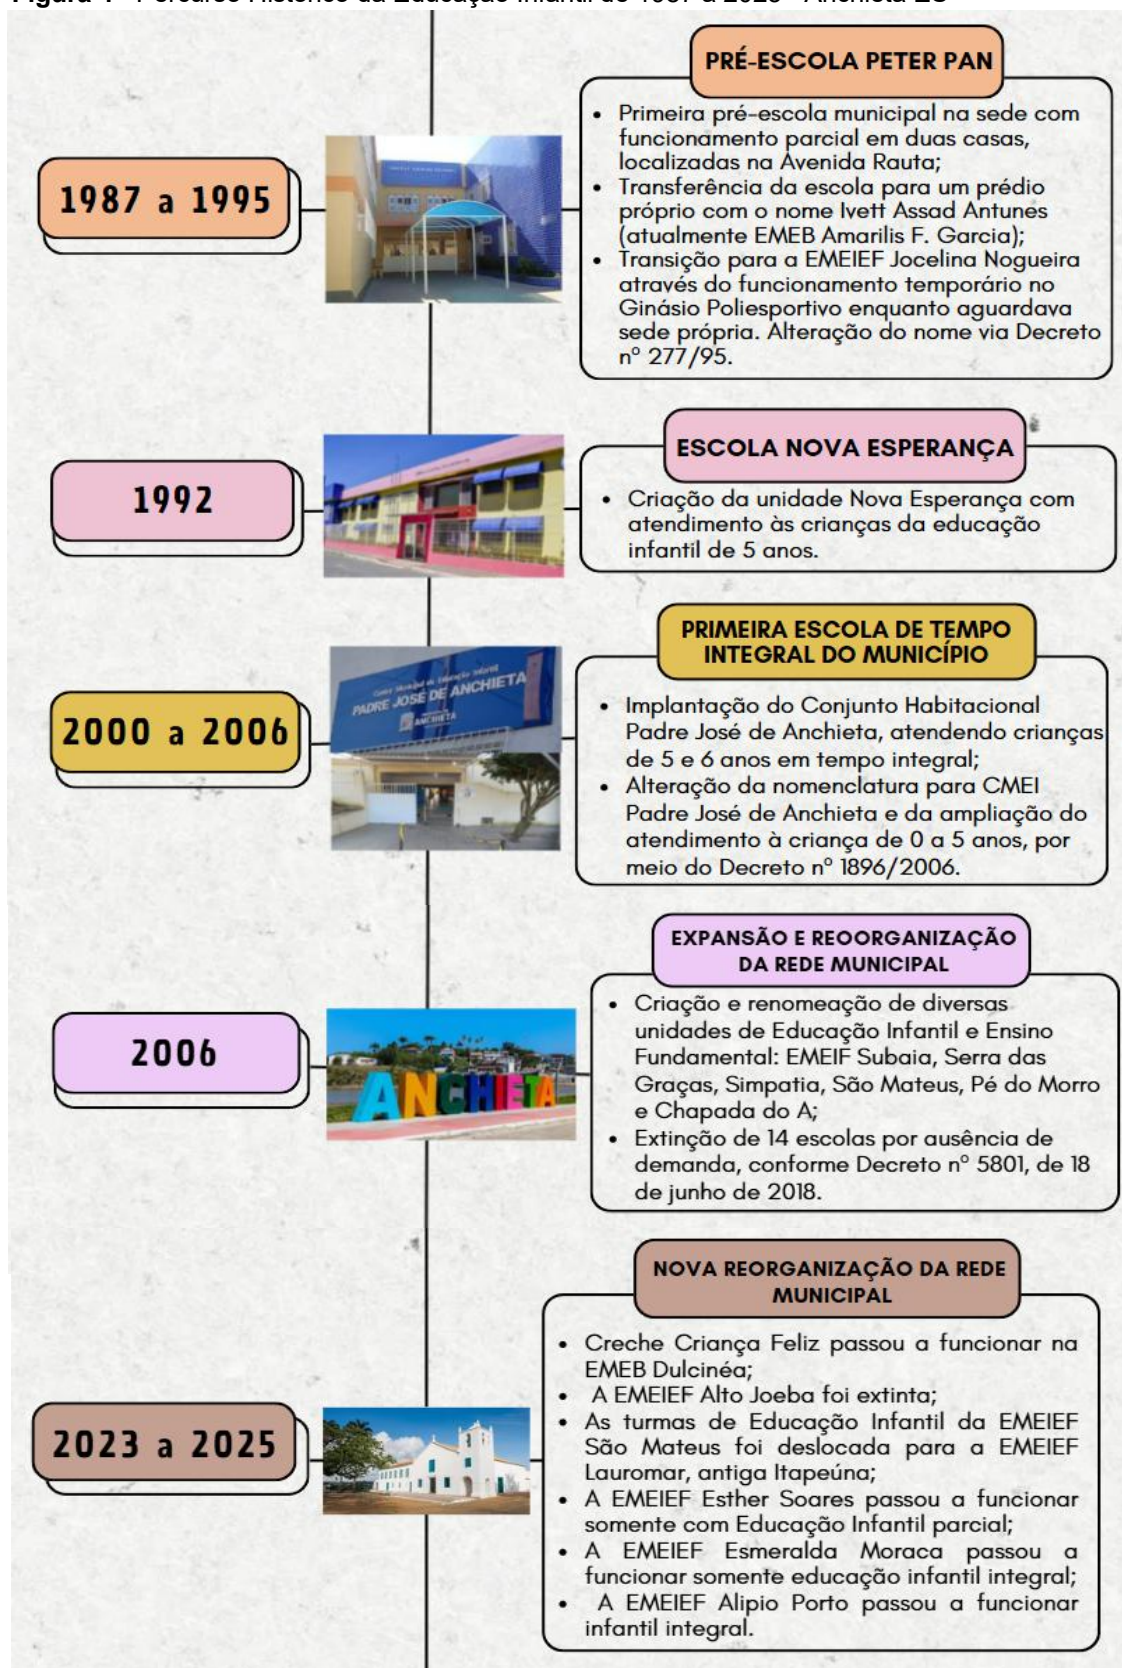 Figura 4 - Percurso Histórico da Educação Infantil de 1987 a 2025 - Anchieta-ES
PRÉ-ESCOLA PETER PAN
1987 a 1995
• Primeira pré-escola municipal na sede com
funcionamento parcial em duas casas,
localizadas na Avenida Rauta;
• Transferência da escola para um prédio
próprio com o nome Ivett Assad Antunes
(atualmente EMEB Amarilis F. Garcia);
• Transição para a EMEIEF Jocelina Nogueira
através do funcionamento temporário no
Ginásio Poliesportivo enquanto aguardava
sede própria. Alteração do nome via Decreto
nº 277/95.
ESCOLA NOVA ESPERANÇA
1992
• Criação da unidade Nova Esperança com
atendimento às crianças da educação
infantil de 5 anos.
PRIMEIRA ESCOLA DE TEMPO
INTEGRAL DO MUNICÍPIO
2000 a 2006
Centro Municipal de Educação Infantil
PADRE JOSÉ DE ANCHIETA
ANCHIETA
• Implantação do Conjunto Habitacional
Padre José de Anchieta, atendendo crianças
de 5 e 6 anos em tempo integral;
• Alteração da nomenclatura para CMEI
Padre José de Anchieta e da ampliação do
atendimento à criança de 0 a 5 anos, por
meio do Decreto nº 1896/2006.
EXPANSÃO E REOORGANIZAÇÃO
DA REDE MUNICIPAL
2006
ANCHIETA
• Criação e renomeação de diversas
unidades de Educação Infantil e Ensino
Fundamental: EMEIF Subaia, Serra das
Graças, Simpatia, São Mateus, Pé do Morro
e Chapada do A;
• Extinção de 14 escolas por ausência de
demanda, conforme Decreto nº 5801, de 18
de junho de 2018.
NOVA REORGANIZAÇÃO DA REDE
MUNICIPAL
2023 a 2025
• Creche Criança Feliz passou a funcionar na
EMEB Dulcinéa;
• A EMEIEF Alto Joeba foi extinta;
• As turmas de Educação Infantil da EMEIEF
São Mateus foi deslocada para a EMEIEF
Lauromar, antiga Itapeúna;
• A EMEIEF Esther Soares passou a funcionar
somente com Educação Infantil parcial;
• A EMEIEF Esmeralda Moraca passou a
funcionar somente educação infantil integral;
• A EMEIEF Alipio Porto passou a funcionar
infantil integral.